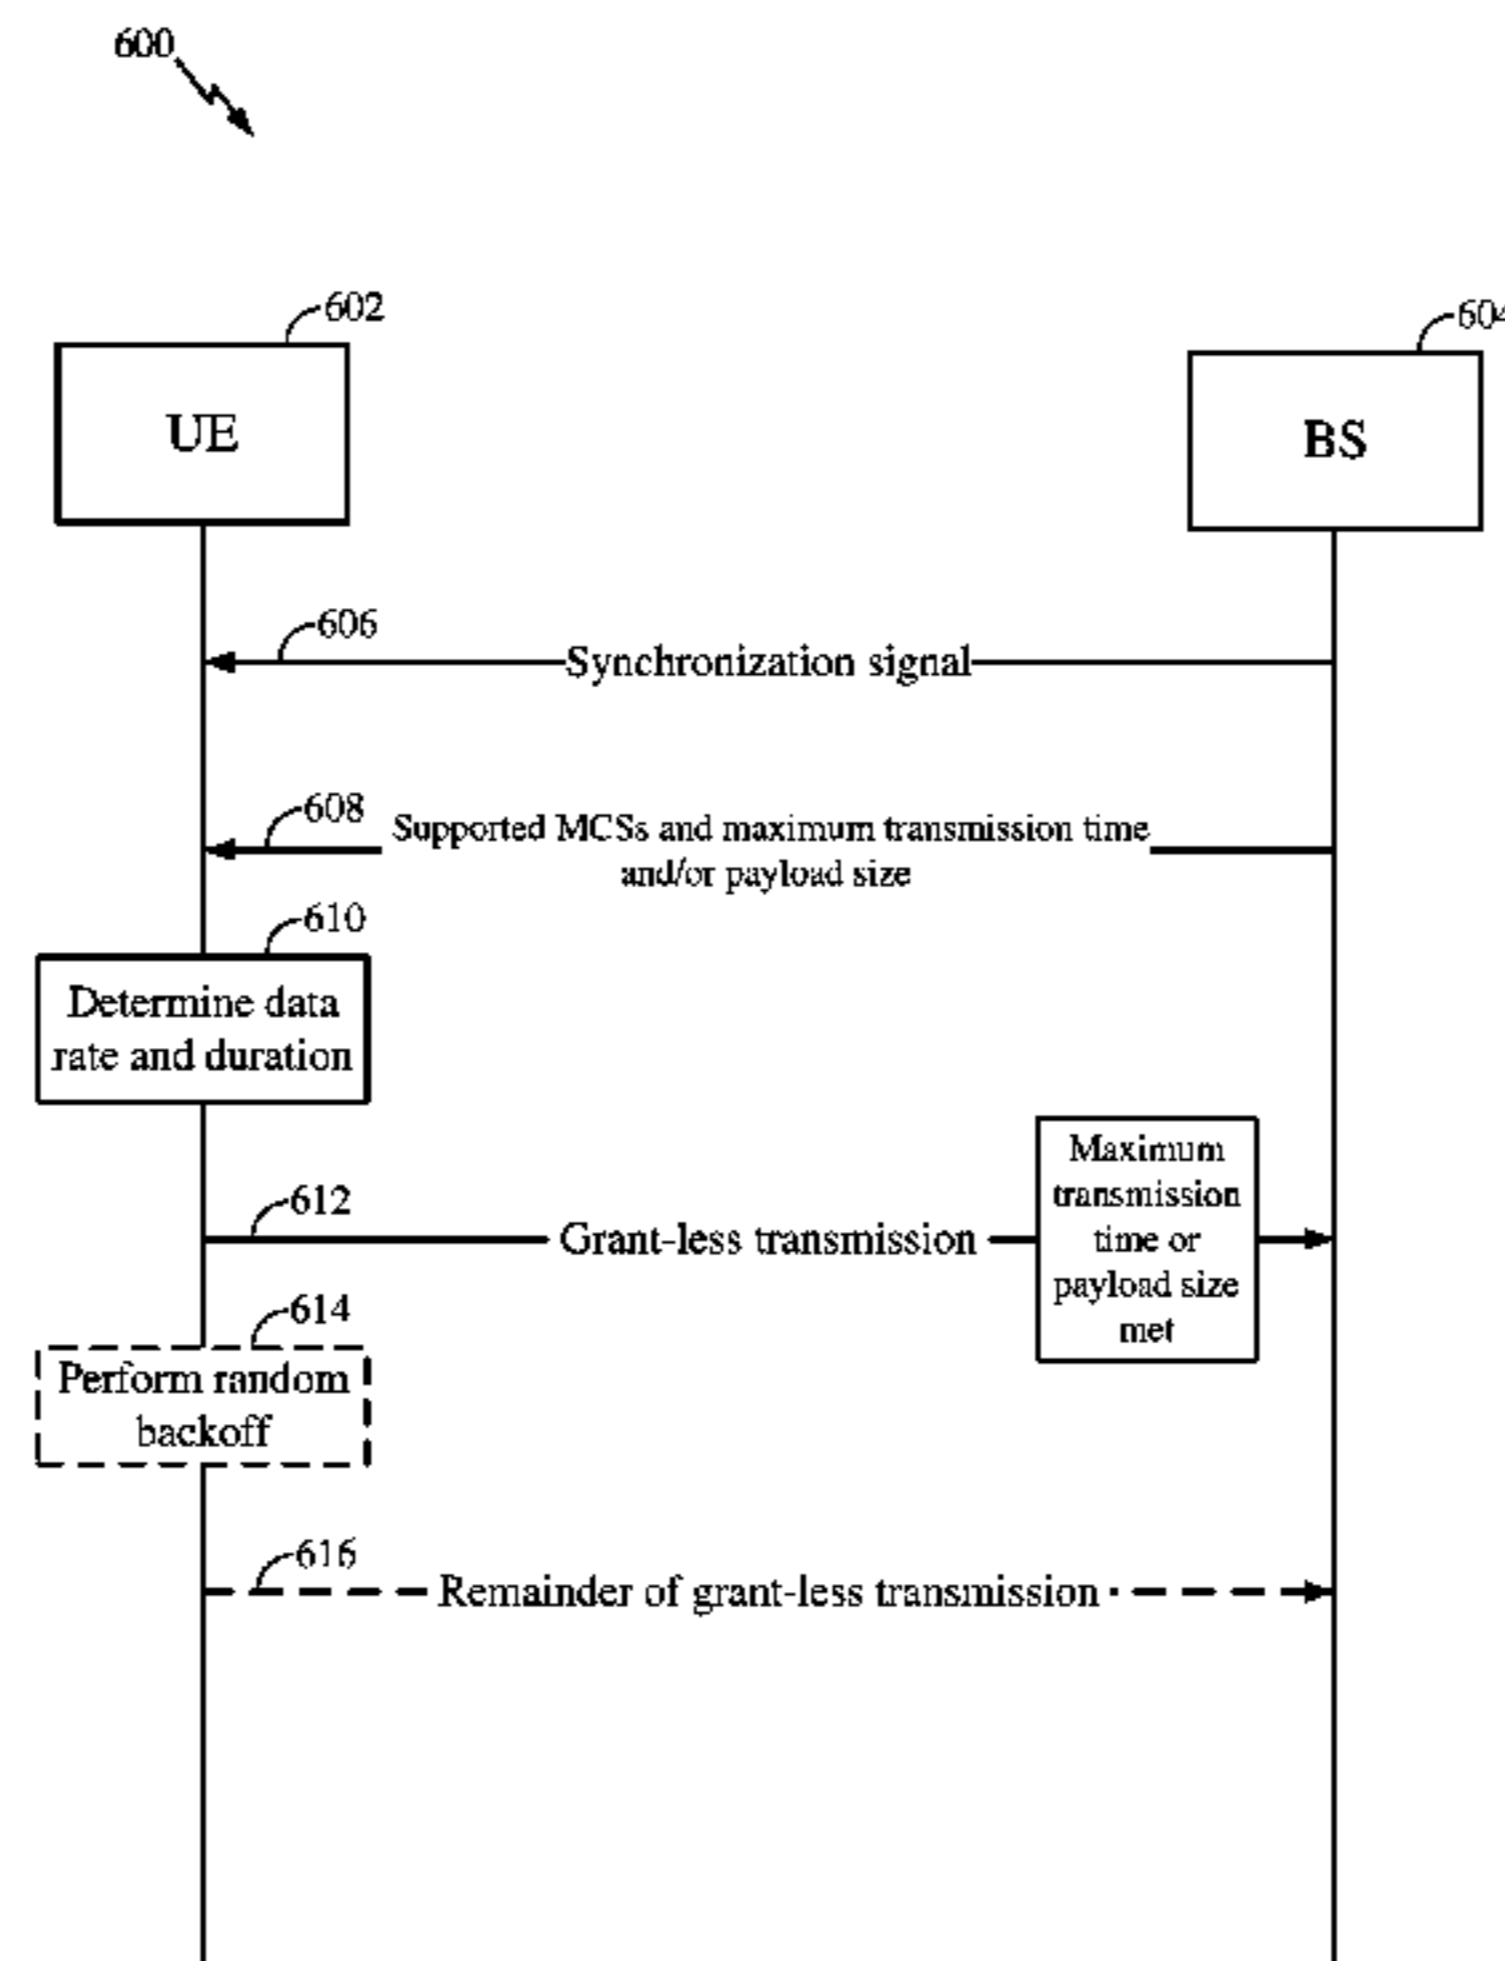 600
602
604
UE
BS
606
Synchronization signal
608
Supported MCSs and maximum transmission time
and/or payload size
610
Determine data
rate and duration
Maximum
transmission
time or
payload size
met
612
Grant-less transmission
614
Perform random
backoff
616
Remainder of grant-less transmission